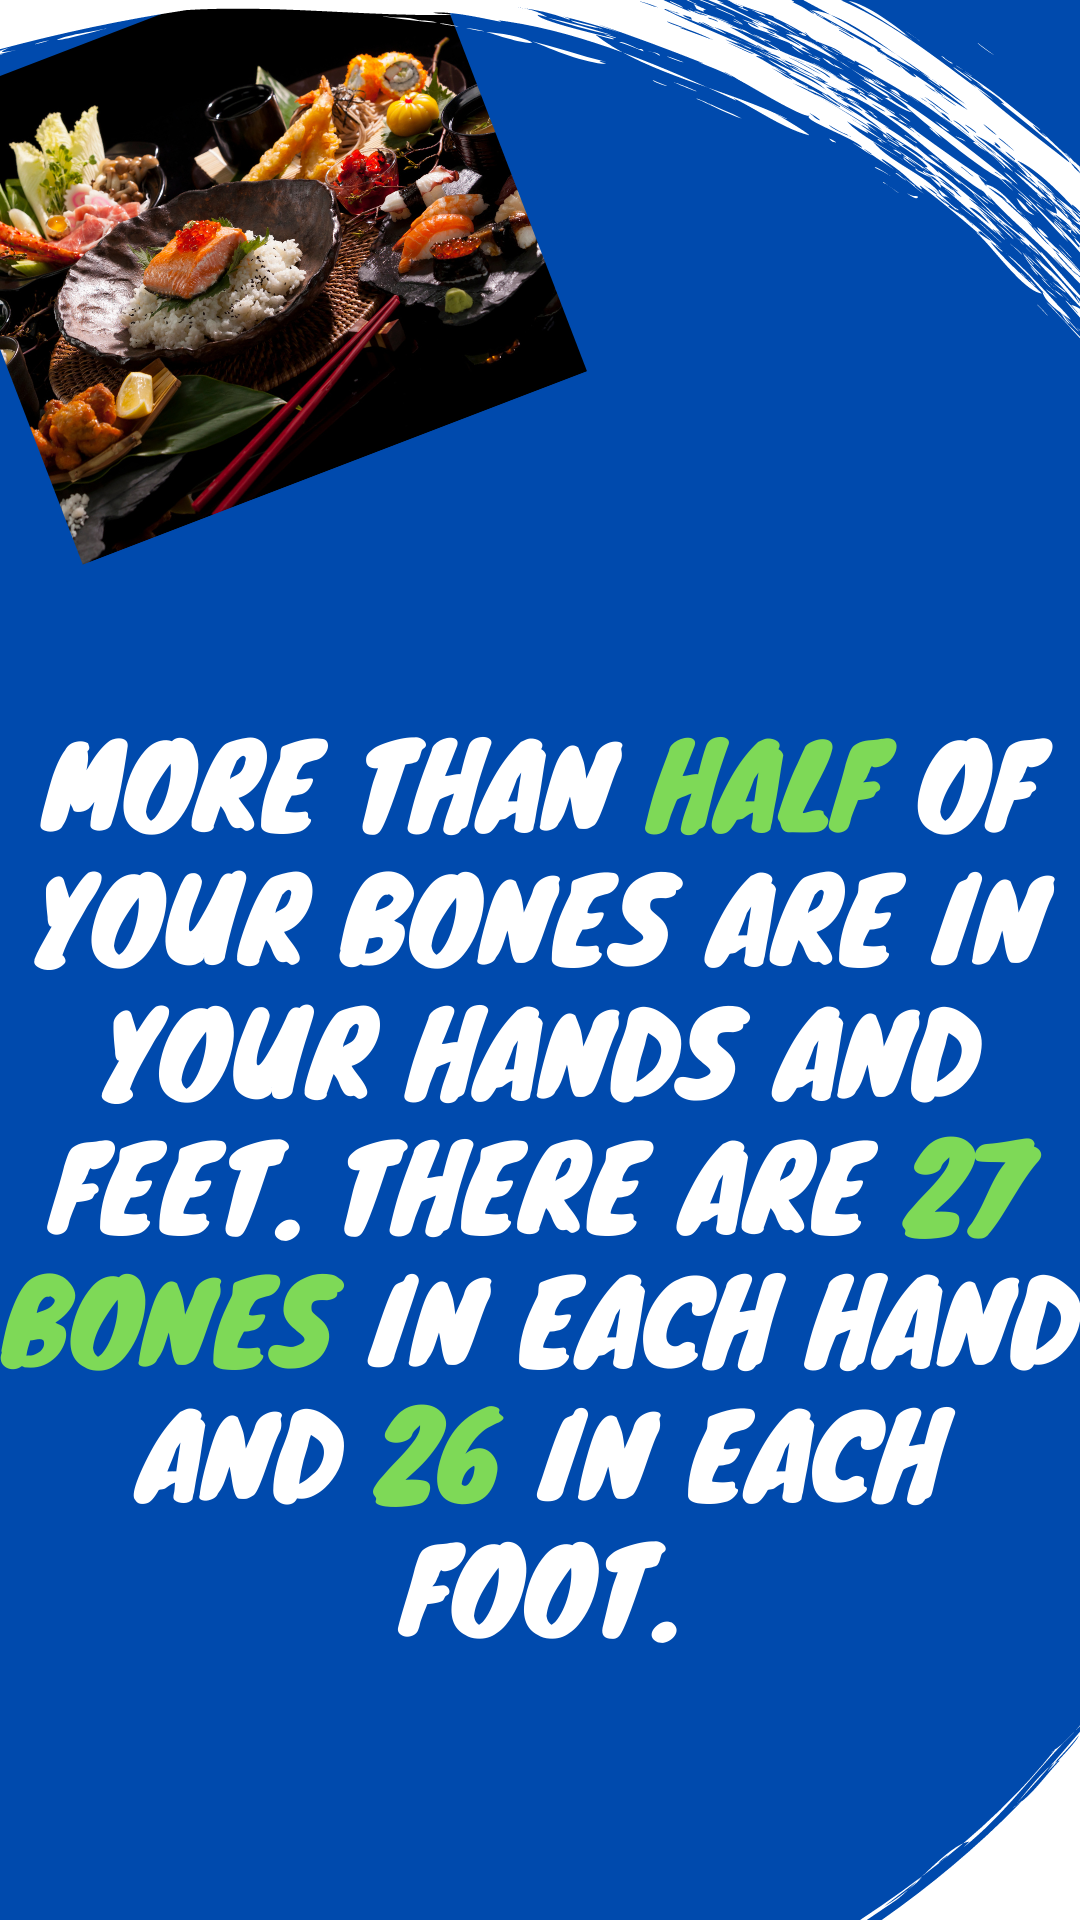 MORE THAN HALF OF
YOUR BONES ARE IN
YOUR HANDS AND
FEET. THERE ARE 27
BONES IN EACH HAND
AND 26 IN EACH
FOOT.